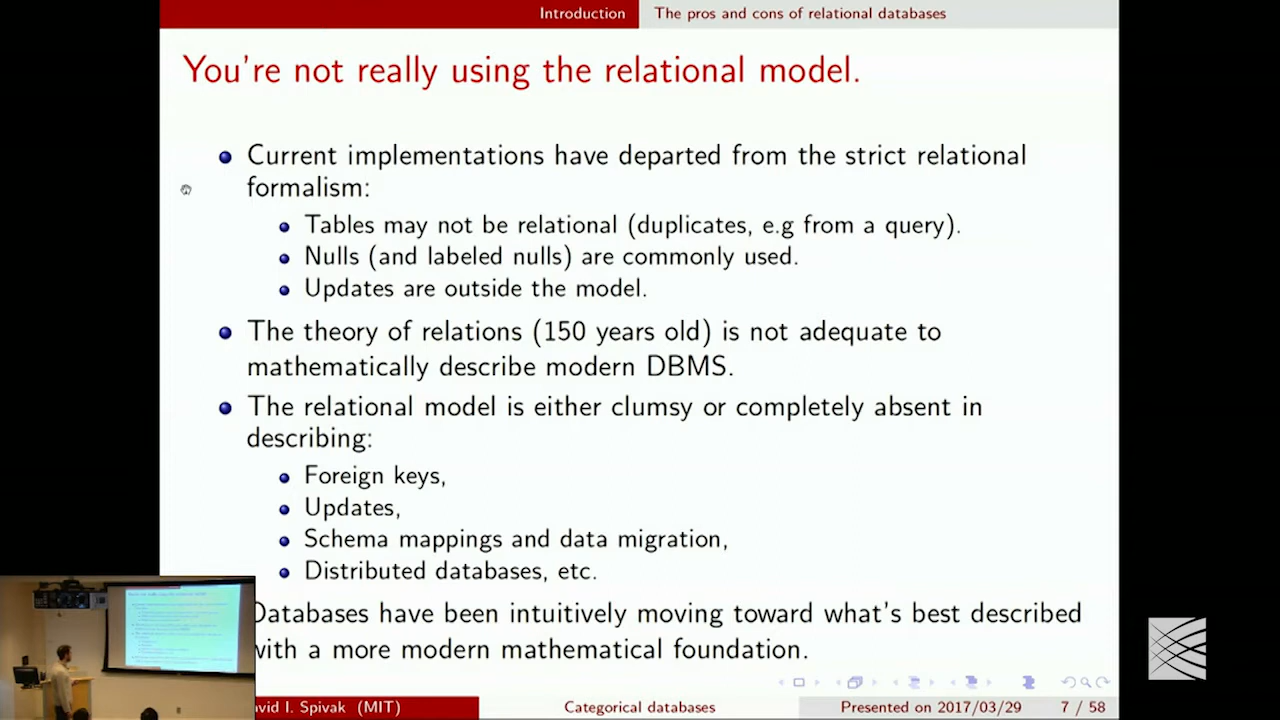 Introduction The pros and cons of relational databases
You're not really using the relational model.
Current implementations have departed from the strict relational
formalism:
Tables may not be relational (duplicates, e.g from a query).
Nulls (and labeled nulls) are commonly used.
Updates are outside the model.
The theory of relations (150 years old) is not adequate to
mathematically describe modern DBMS.
The relational model is either clumsy or completely absent in
describing:
Foreign keys,
Updates,
Schema mappings and data migration,
Distributed databases, etc.
Databases have been intuitively moving toward what's best described
with a more modern mathematical foundation.
avid I. Spivak (MIT) Categorical databases Presented on 2017/03/29 7 / 58